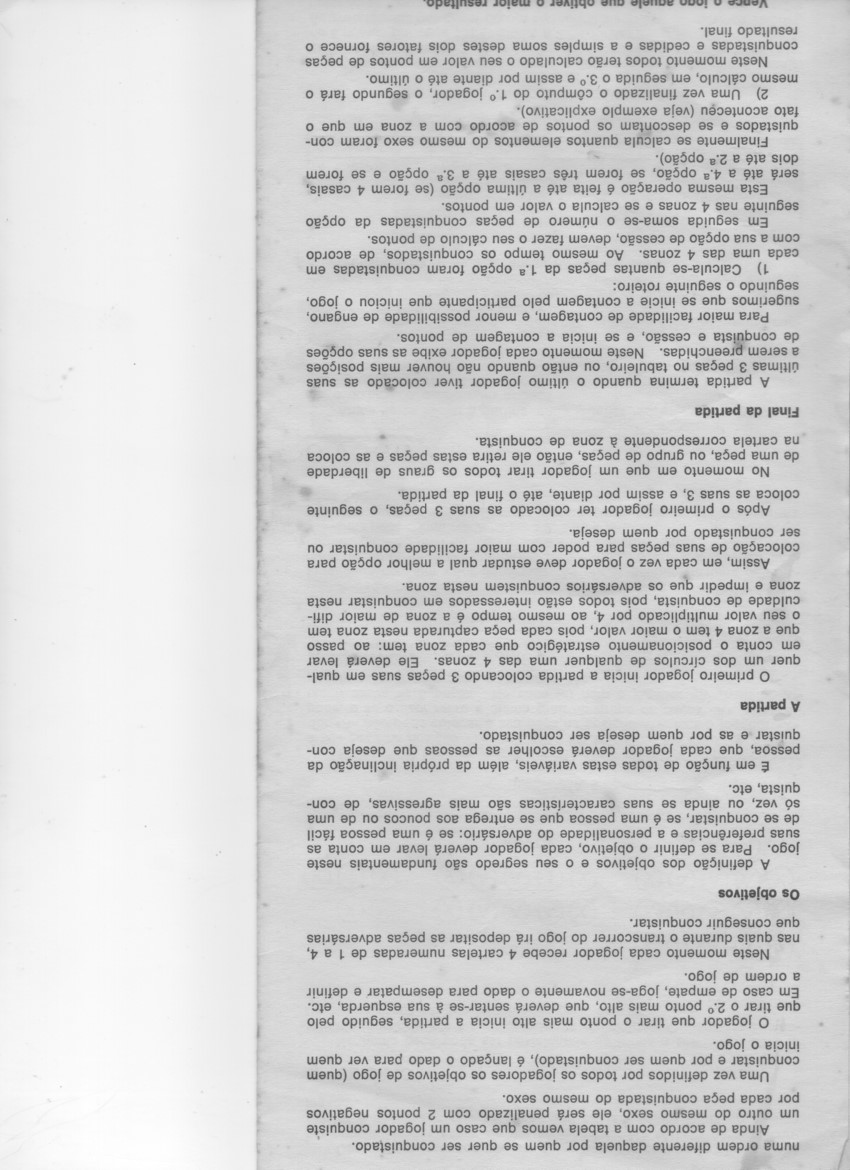 numa ordem diferente daquela por quem se quer ser conquistado.
Ainda de acordo com a tabela vemos que caso um jogador conquiste
um outro do mesmo sexo, ele será penalizado com 2 pontos negativos
por cada peça conquistada do mesmo sexo.
Uma vez definidos por todos os jogadores os objetivos de jogo (quem
conquistar e por quem ser conquistado), é lançado o dado para ver quem
inicia o jogo.
O jogador que tirar o ponto mais alto inicia a partida, seguido pelo
que tirar o 2.º ponto mais alto, que deverá sentar-se à sua esquerda, etc.
Em caso de empate, joga-se novamente o dado para desempatar e definir
a ordem de jogo.
Neste momento cada jogador recebe 4 cartelas numeradas de 1 a 4,
nas quais durante o transcorrer do jogo irá depositar as peças adversárias
que conseguir conquistar.
Os objetivos
A definição dos objetivos e o seu segredo são fundamentais neste
jogo. Para se definir o objetivo, cada jogador deverá levar em conta as
suas preferências e a personalidade do adversário: se é uma pessoa fácil
de se conquistar, se é uma pessoa que se entrega aos poucos ou de uma
só vez, ou ainda se suas características são mais agressivas, de con-
quista, etc.
E em função de todas estas variáveis, além da própria inclinação da
pessoa, que cada jogador deverá escolher as pessoas que deseja con-
quistar e as por quem deseja ser conquistado.
A partida
O primeiro jogador inicia a partida colocando 3 peças suas em qual-
quer um dos círculos de qualquer uma das 4 zonas. Ele deverá levar
em conta o posicionamento estratégico que cada zona tem: ao passo
que a zona 4 tem o maior valor, pois cada peça capturada nesta zona tem
o seu valor multiplicado por 4, ao mesmo tempo é a zona de maior difi-
culdade de conquista, pois todos estão interessados em conquistar nesta
zona e impedir que os adversários conquistem nesta zona.
Assim, em cada vez o jogador deve estudar qual a melhor opção para
colocação de suas peças para poder com maior facilidade conquistar ou
ser conquistado por quem deseja.
Após o primeiro jogador ter colocado as suas 3 peças, o seguinte
coloca as suas 3, e assim por diante, até o final da partida.
No momento em que um jogador tirar todos os graus de liberdade
de uma peça, ou grupo de peças, então ele retira estas peças e as coloca
na cartela correspondente à zona de conquista.
Final da partida
A partida termina quando o último jogador tiver colocado as suas
últimas 3 peças no tabuleiro, ou então quando não houver mais posições
a serem preenchidas. Neste momento cada jogador exibe as suas opções
de conquista e cessão, e se inicia a contagem de pontos.
Para maior facilidade de contagem, e menor possibilidade de engano,
sugerimos que se inicie a contagem pelo participante que iniciou o jogo,
seguindo o seguinte roteiro:
1) Calcula-se quantas peças da 1.ª opção foram conquistadas em
cada uma das 4 zonas. Ao mesmo tempo os conquistados, de acordo
com a sua opção de cessão, devem fazer o seu cálculo de pontos.
Em seguida soma-se o número de peças conquistadas da opção
seguinte nas 4 zonas e se calcula o valor em pontos.
Esta mesma operação é feita até a última opção (se forem 4 casais,
será até a 4.ª opção, se forem três casais até a 3.ª opção e se forem
dois até a 2.ª opção).
Finalmente se calcula quantos elementos do mesmo sexo foram con-
quistados e se descontam os pontos de acordo com a zona em que o
fato aconteceu (veja exemplo explicativo).
2) Uma vez finalizado o cômputo do 1.º jogador, o segundo fará o
mesmo cálculo, em seguida o 3.º e assim por diante até o último.
Neste momento todos terão calculado o seu valor em pontos de peças
conquistadas e cedidas e a simples soma destes dois fatores fornece o
resultado final.
Vence o jogo aquele que obtiver o maior resultado.